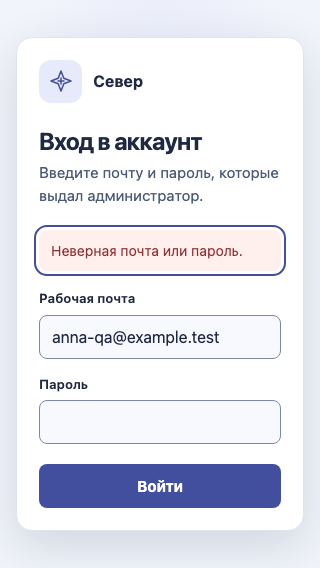 Север
Вход в аккаунт
Введите почту и пароль, которые
выдал администратор.
Неверная почта или пароль.
Рабочая почта
anna-qa@example.test
Пароль
Войти